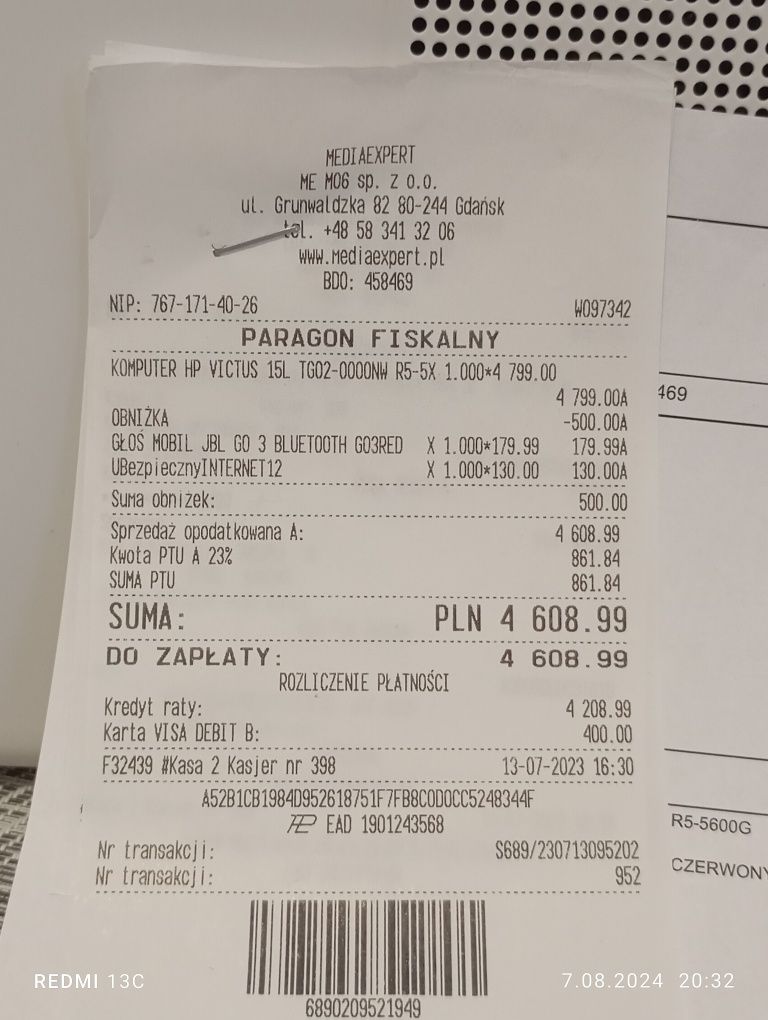 MEDIAEXPERT
ME M06 sp. z o.o.
ul. Grunwaldzka 82 80-244 Gdańsk
tel. +48 58 341 32 06
www.mediaexpert.pl
BDO: 458469
NIP: 767-171-40-26 W097342
PARAGON FISKALNY
KOMPUTER HP VICTUS 15L TG02-0000NW R5-5X 1.000*4 799.00
4 799.00A
OBNIŻKA -500.00A
GŁOŚ MOBIL JBL GO 3 BLUETOOTH GO3RED X 1.000*179.99 179.99A
UBezpiecznyINTERNET12 X 1.000*130.00 130.00A
Suma obniżek: 500.00
Sprzedaż opodatkowana A: 4 608.99
Kwota PTU A 23% 861.84
SUMA PTU 861.84
SUMA: PLN 4 608.99
DO ZAPŁATY: 4 608.99
ROZLICZENIE PŁATNOŚCI
Kredyt raty: 4 208.99
Karta VISA DEBIT B: 400.00
F32439 #Kasa 2 Kasjer nr 398 13-07-2023 16:30
A52B1CB1984D952618751F7FB8C0D0CC5248344F
EAD 1901243568
Nr transakcji: S689/230713095202
Nr transakcji: 952
6890209521949
469
R5-5600G
CZERWONY
REDMI 13C 7.08.2024 20:32